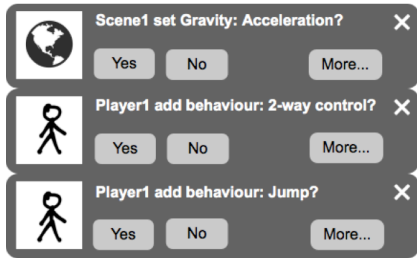 Scene1 set Gravity: Acceleration?
Yes No More...
Player1 add behaviour: 2-way control?
Yes No More...
Player1 add behaviour: Jump?
Yes No More...